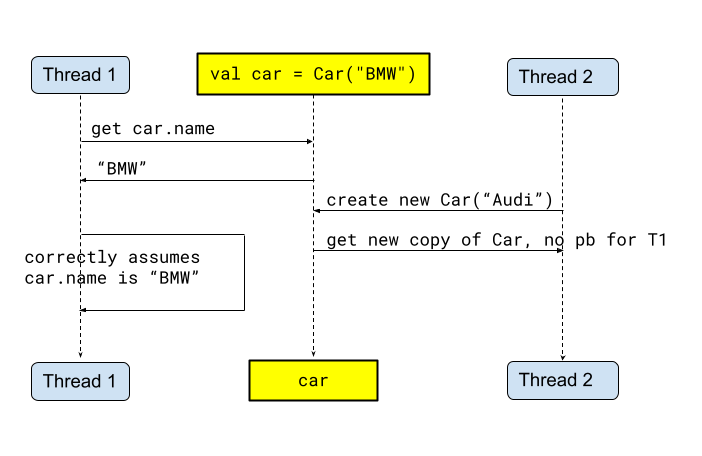 Thread 1
val car = Car("BMW")
Thread 2
get car.name
“BMW”
create new Car(“Audi”)
get new copy of Car, no pb for T1
correctly assumes
car.name is “BMW”
Thread 1
car
Thread 2